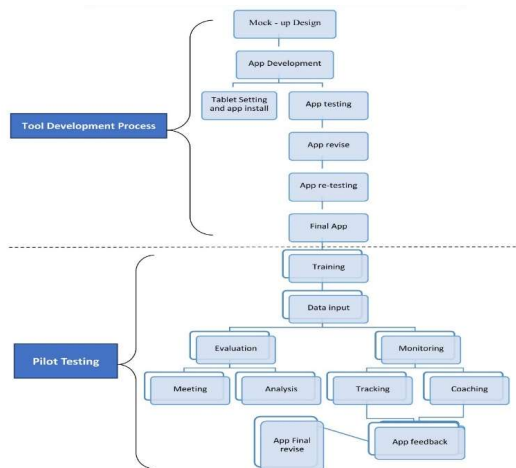 Mock - up Design
App Development
Tablet Setting
and app install
App testing
Tool Development Process
App revise
App re-testing
Final App
Training
Data input
Evaluation
Monitoring
Pilot Testing
Meeting
Analysis
Tracking
Coaching
App Final
revise
App feedback